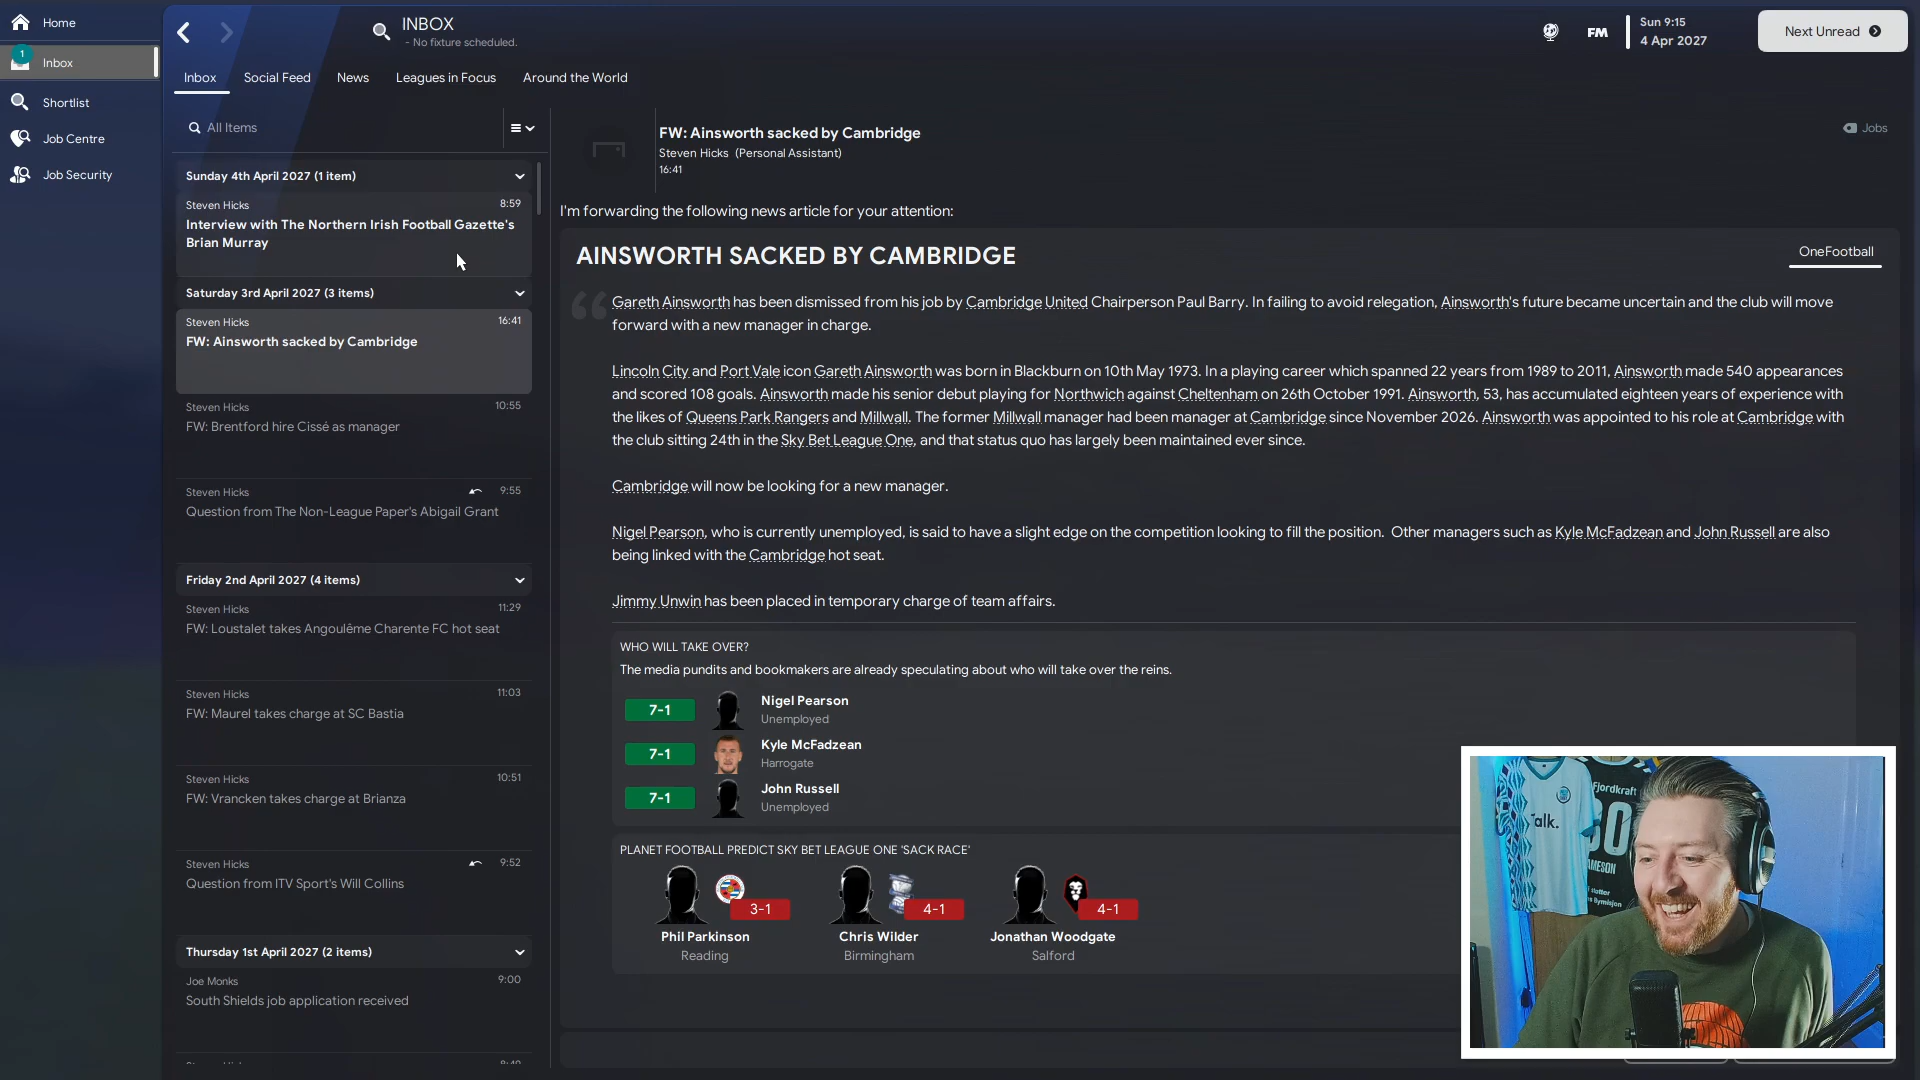 Home
INBOX
- No fixture scheduled.
FM
Sun 9:15
4 Apr 2027
Next Unread
1
Inbox
Shortlist
Job Centre
Job Security
Inbox
Social Feed
News
Leagues in Focus
Around the World
All Items
Sunday 4th April 2027 (1 item)
Steven Hicks
8:59
Interview with The Northern Irish Football Gazette's
Brian Murray
Saturday 3rd April 2027 (3 items)
Steven Hicks
16:41
FW: Ainsworth sacked by Cambridge
Steven Hicks
10:55
FW: Brentford hire Cissé as manager
Steven Hicks
9:55
Question from The Non-League Paper's Abigail Grant
Friday 2nd April 2027 (4 items)
Steven Hicks
11:29
FW: Loustalet takes Angoulême Charente FC hot seat
Steven Hicks
11:03
FW: Maurel takes charge at SC Bastia
Steven Hicks
10:51
FW: Vrancken takes charge at Brianza
Steven Hicks
9:52
Question from ITV Sport's Will Collins
Thursday 1st April 2027 (2 items)
Joe Monks
9:00
South Shields job application received
FW: Ainsworth sacked by Cambridge
Steven Hicks (Personal Assistant)
16:41
Jobs
I'm forwarding the following news article for your attention:
AINSWORTH SACKED BY CAMBRIDGE
OneFootball
Gareth Ainsworth has been dismissed from his job by Cambridge United Chairperson Paul Barry. In failing to avoid relegation, Ainsworth's future became uncertain and the club will move
forward with a new manager in charge.
Lincoln City and Port Vale icon Gareth Ainsworth was born in Blackburn on 10th May 1973. In a playing career which spanned 22 years from 1989 to 2011, Ainsworth made 540 appearances
and scored 108 goals. Ainsworth made his senior debut playing for Northwich against Cheltenham on 26th October 1991. Ainsworth, 53, has accumulated eighteen years of experience with
the likes of Queens Park Rangers and Millwall. The former Millwall manager had been manager at Cambridge since November 2026. Ainsworth was appointed to his role at Cambridge with
the club sitting 24th in the Sky Bet League One, and that status quo has largely been maintained ever since.
Cambridge will now be looking for a new manager.
Nigel Pearson, who is currently unemployed, is said to have a slight edge on the competition looking to fill the position. Other managers such as Kyle McFadzean and John Russell are also
being linked with the Cambridge hot seat.
Jimmy Unwin has been placed in temporary charge of team affairs.
WHO WILL TAKE OVER?
The media pundits and bookmakers are already speculating about who will take over the reins.
7-1
Nigel Pearson
Unemployed
7-1
Kyle McFadzean
Harrogate
7-1
John Russell
Unemployed
PLANET FOOTBALL PREDICT SKY BET LEAGUE ONE 'SACK RACE'
3-1
Phil Parkinson
Reading
4-1
Chris Wilder
Birmingham
4-1
Jonathan Woodgate
Salford
Talk.
Fjordkraft